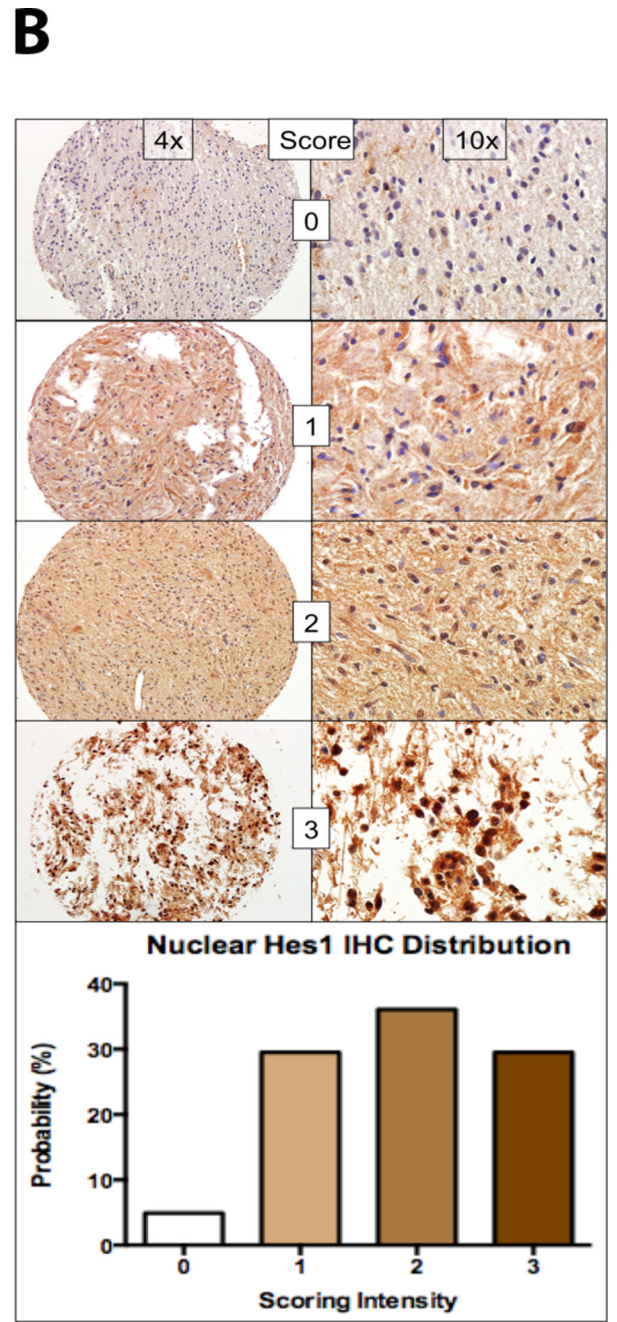 B
4x Score 10x
0
1
2
3
Nuclear Hes1 IHC Distribution
40
30
20
10
0
Probability (%)
0 1 2 3
Scoring Intensity